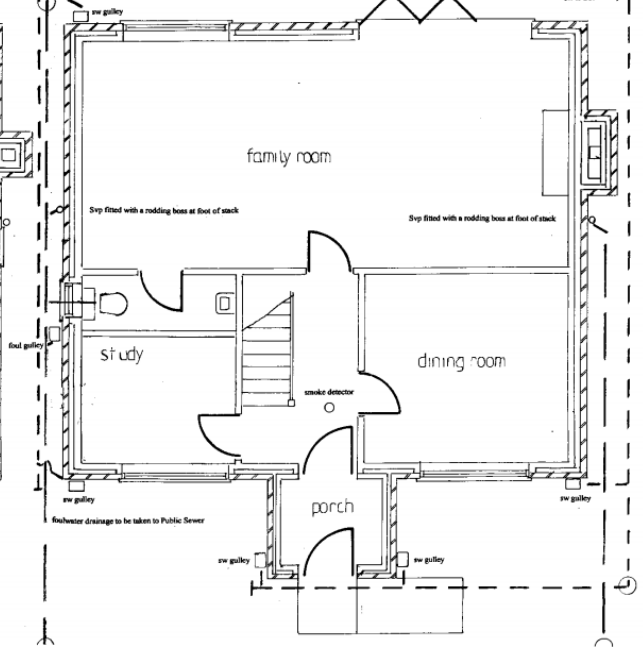 sw gulley
family room
Svp fitted with a rodding boss at foot of stack
Svp fitted with a rodding boss at foot of stack
foul gulley
study
dining room
smoke detector
sw gulley
sw gulley
porch
foulwater drainage to be taken to Public Sewer
sw gulley
sw gulley